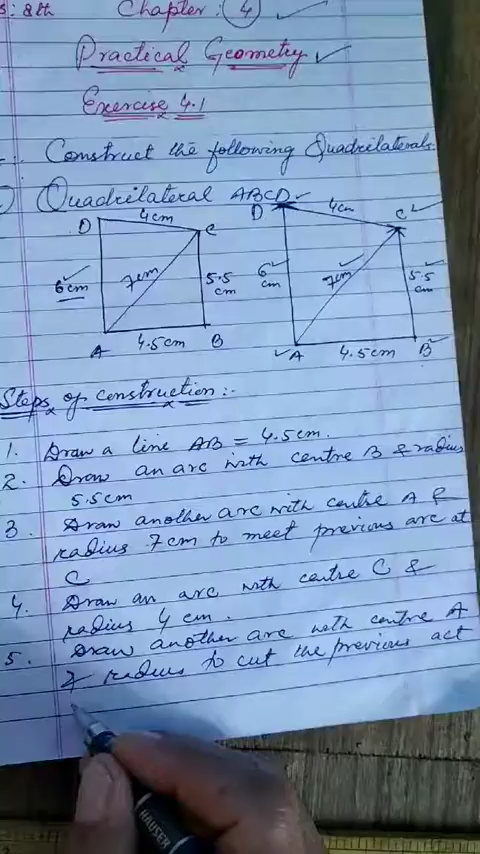 s: 8th Chapter: 4
Practical Geometry
Exercise 4.1
Construct the following Quadrilaterals.
Quadrilateral ABCD
D 4cm C
6cm 7cm 5.5 cm
A 4.5cm B
D 4cm C
6cm 7cm 5.5 cm
A 4.5cm B
Steps of construction:-
1. Draw a line AB = 4.5cm.
2. Draw an arc with centre B & radius
5.5cm
3. Draw another arc with centre A &
radius 7cm to meet previous arc at
C
4. Draw an arc with centre C &
radius 4 cm.
5. Draw another arc with centre A
& radius to cut the previous act
HAUSER